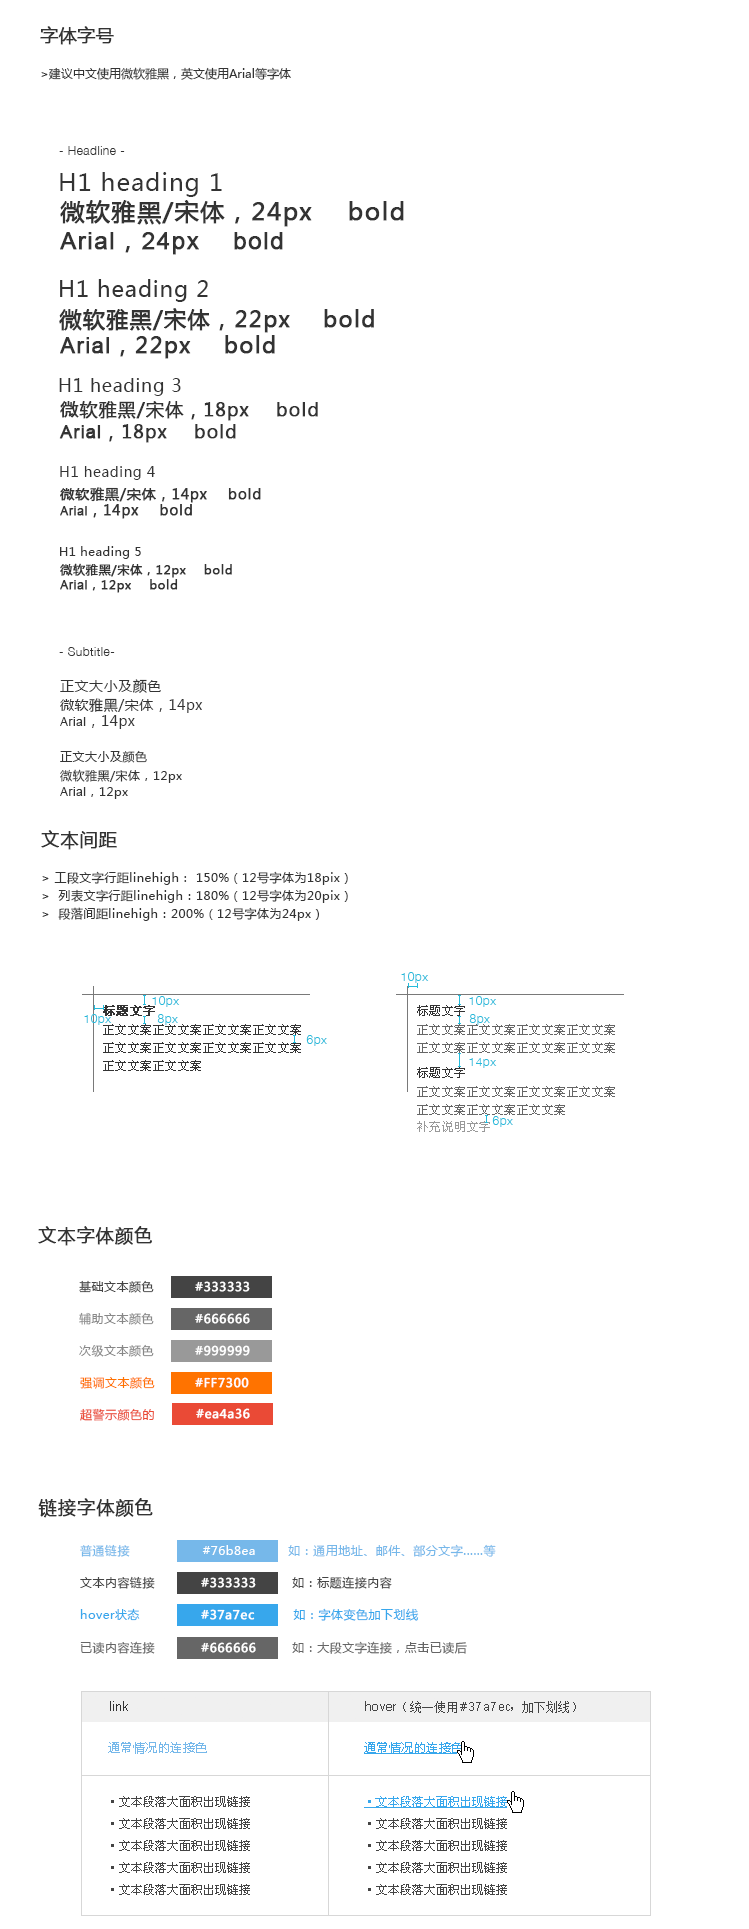 字体字号
>建议中文使用微软雅黑，英文使用Arial等字体
- Headline -
H1 heading 1
微软雅黑/宋体，24px bold
Arial，24px bold
H1 heading 2
微软雅黑/宋体，22px bold
Arial，22px bold
H1 heading 3
微软雅黑/宋体，18px bold
Arial，18px bold
H1 heading 4
微软雅黑/宋体，14px bold
Arial，14px bold
H1 heading 5
微软雅黑/宋体，12px bold
Arial，12px bold
- Subtitle-
正文大小及颜色
微软雅黑/宋体，14px
Arial，14px
正文大小及颜色
微软雅黑/宋体，12px
Arial，12px
文本间距
> 工段文字行距linehigh： 150%（12号字体为18pix）
> 列表文字行距linehigh：180%（12号字体为20pix）
> 段落间距linehigh：200%（12号字体为24px）
10px
10px
标题文字
8px
正文文案正文文案正文文案正文文案
正文文案正文文案正文文案正文文案
6px
正文文案正文文案
10px
10px
标题文字
8px
正文文案正文文案正文文案正文文案
正文文案正文文案正文文案正文文案
14px
标题文字
正文文案正文文案正文文案正文文案
正文文案正文文案正文文案
6px
补充说明文字
文本字体颜色
基础文本颜色 #333333
辅助文本颜色 #666666
次级文本颜色 #999999
强调文本颜色 #FF7300
超警示颜色的 #ea4a36
链接字体颜色
普通链接 #76b8ea 如：通用地址、邮件、部分文字……等
文本内容链接 #333333 如：标题连接内容
hover状态 #37a7ec 如：字体变色加下划线
已读内容连接 #666666 如：大段文字连接，点击已读后
link hover（统一使用#37a7ec，加下划线）
通常情况的连接色 通常情况的连接色
▪ 文本段落大面积出现链接 ▪ 文本段落大面积出现链接
▪ 文本段落大面积出现链接 ▪ 文本段落大面积出现链接
▪ 文本段落大面积出现链接 ▪ 文本段落大面积出现链接
▪ 文本段落大面积出现链接 ▪ 文本段落大面积出现链接
▪ 文本段落大面积出现链接 ▪ 文本段落大面积出现链接